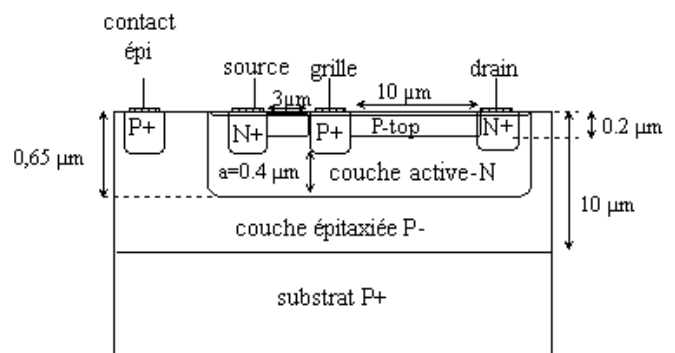 contact
épi
source grille drain
3µm 10 µm
P+ N+ P+ P-top N+ 0.2 µm
0,65 µm
a=0.4 µm couche active-N
10 µm
couche épitaxiée P-
substrat P+